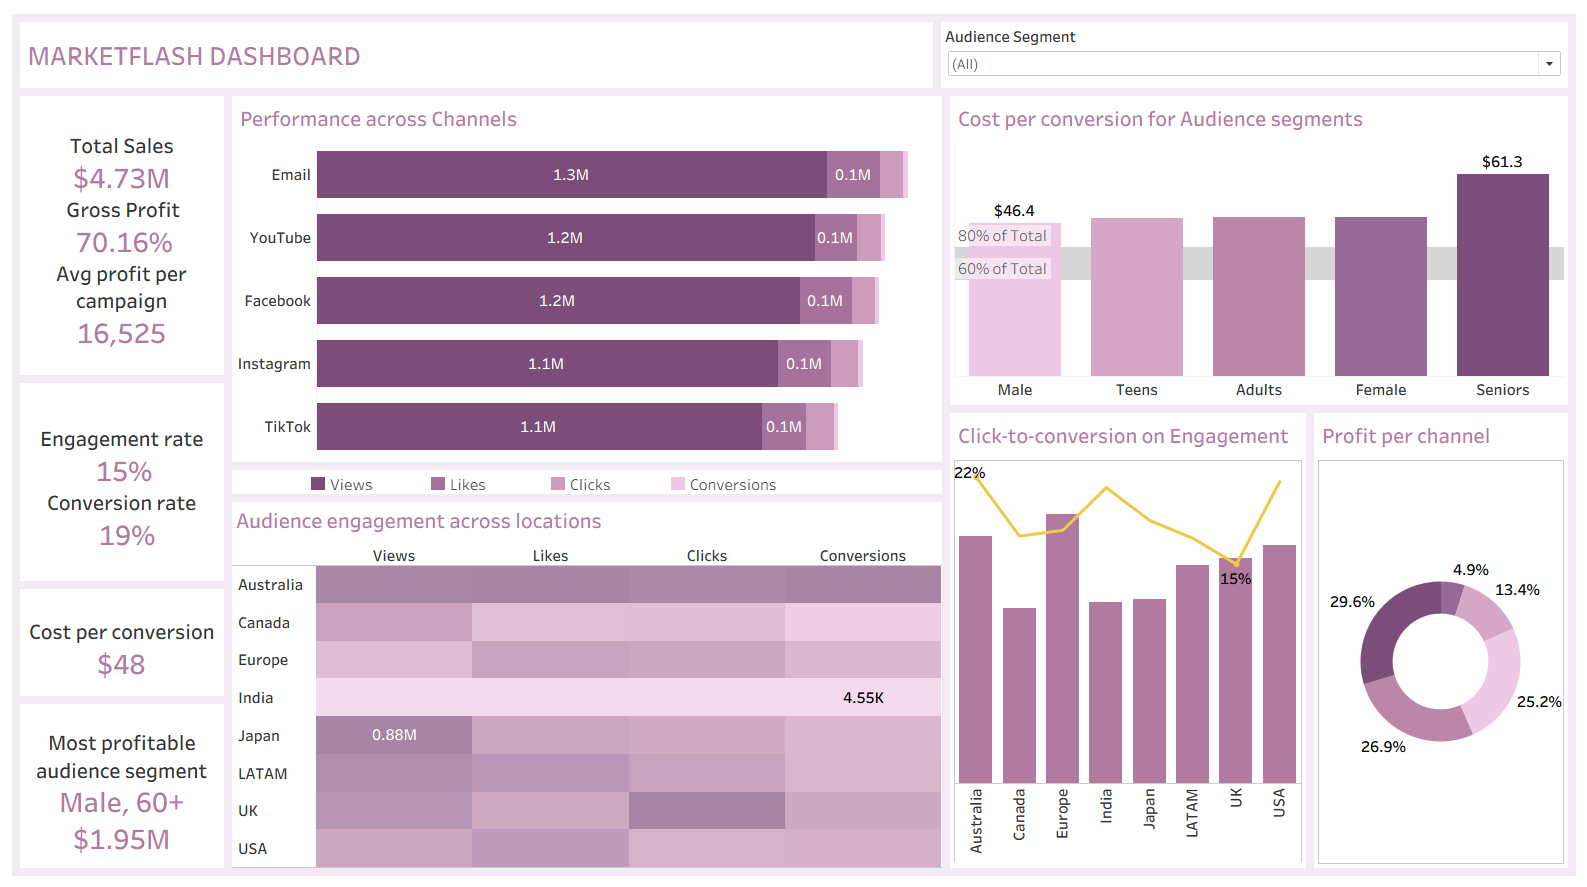 MARKETFLASH DASHBOARD
Audience Segment
(All)
Total Sales
$4.73M
Gross Profit
70.16%
Avg profit per
campaign
16,525
Engagement rate
15%
Conversion rate
19%
Cost per conversion
$48
Most profitable
audience segment
Male, 60+
$1.95M
Performance across Channels
Email 1.3M 0.1M
YouTube 1.2M 0.1M
Facebook 1.2M 0.1M
Instagram 1.1M 0.1M
TikTok 1.1M 0.1M
Views Likes Clicks Conversions
Audience engagement across locations
Views Likes Clicks Conversions
Australia
Canada
Europe
India 4.55K
Japan 0.88M
LATAM
UK
USA
Cost per conversion for Audience segments
$61.3
$46.4
80% of Total
60% of Total
Male Teens Adults Female Seniors
Click-to-conversion on Engagement
22%
15%
Australia
Canada
Europe
India
Japan
LATAM
UK
USA
Profit per channel
4.9%
13.4%
29.6%
25.2%
26.9%